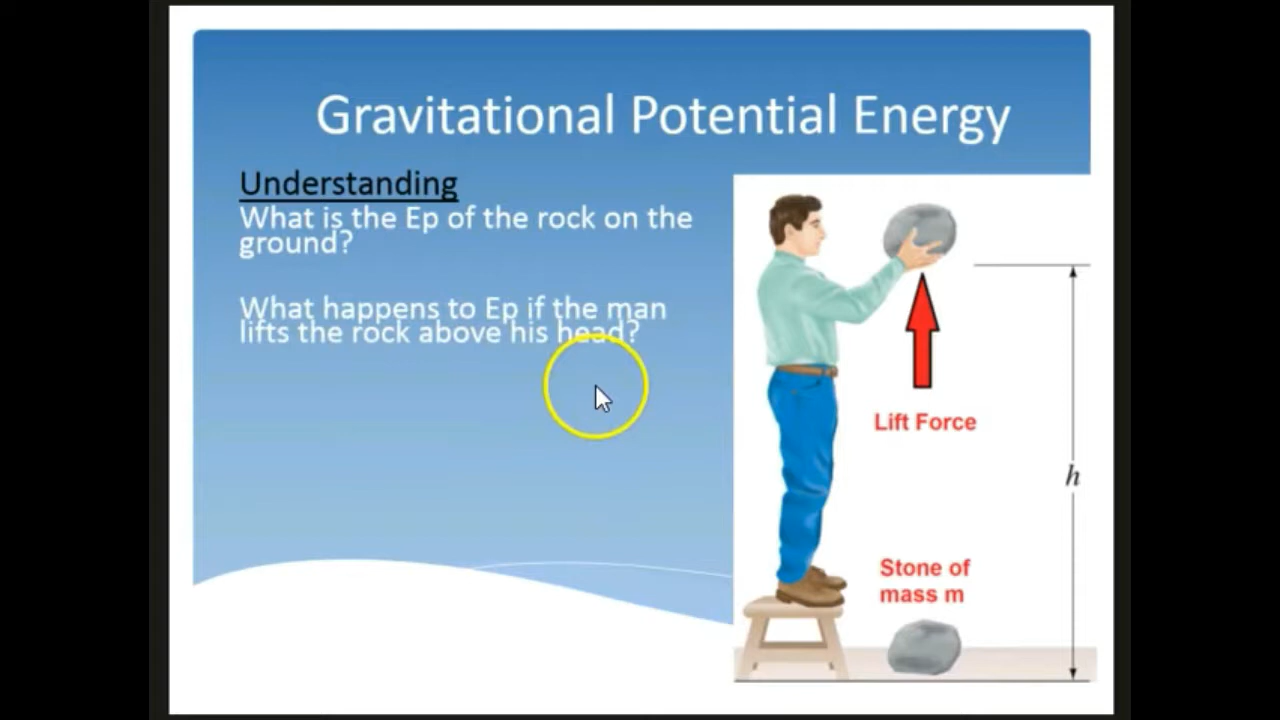 Gravitational Potential Energy
Understanding
What is the Ep of the rock on the
ground?
What happens to Ep if the man
lifts the rock above his head?
Lift Force
h
Stone of
mass m